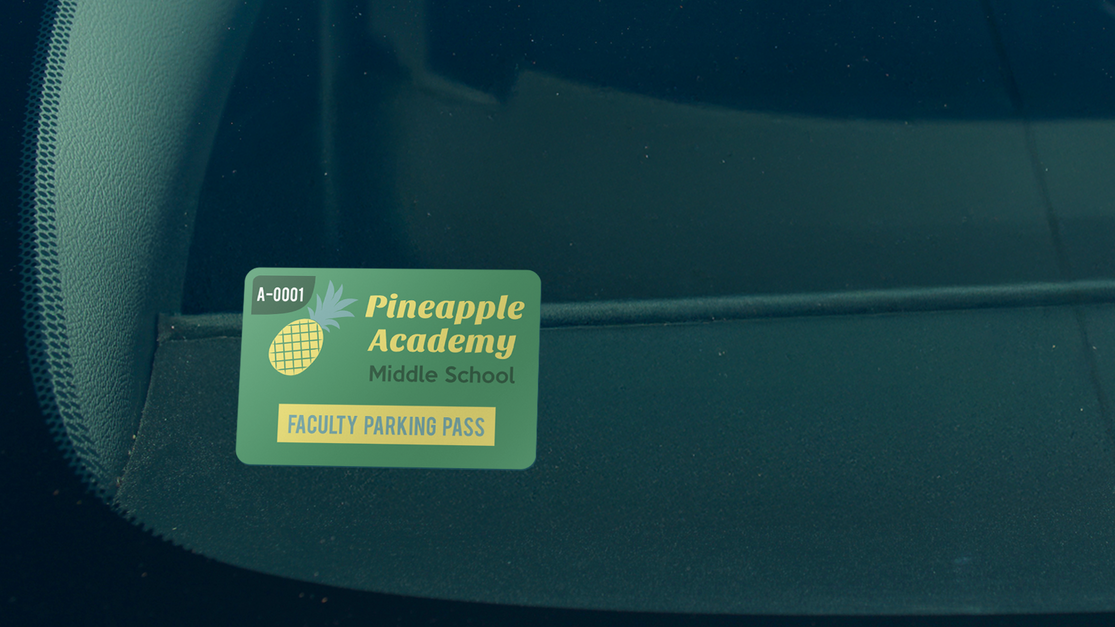 A-0001
Pineapple
Academy
Middle School
FACULTY PARKING PASS